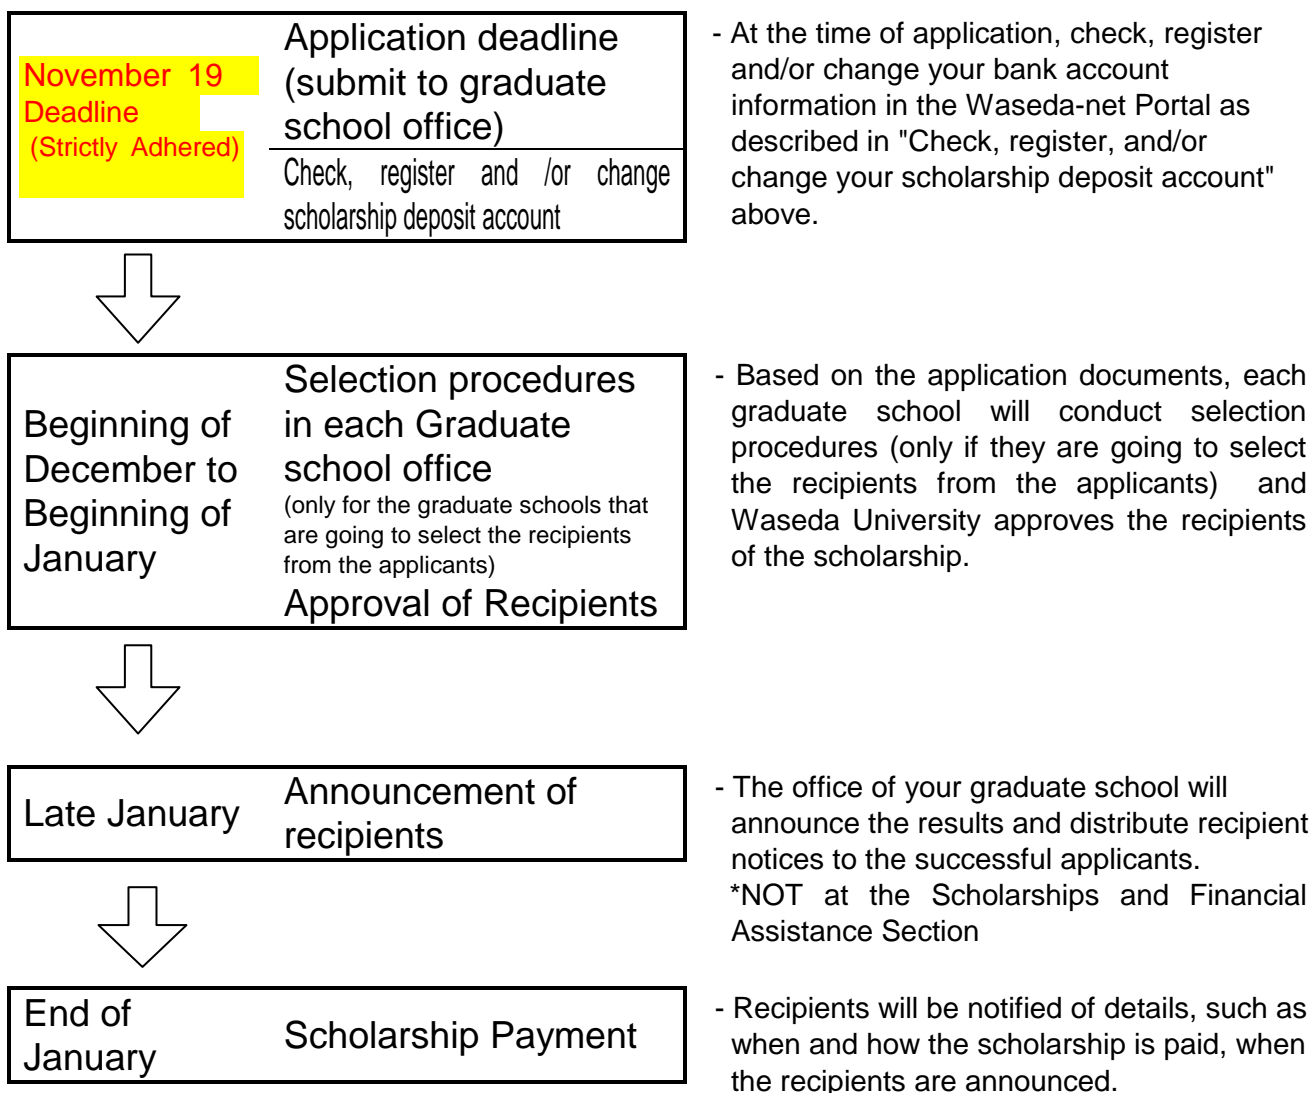 November 19
Deadline
(Strictly Adhered)
Application deadline
(submit to graduate
school office)
Check, register and /or change
scholarship deposit account
- At the time of application, check, register
and/or change your bank account
information in the Waseda-net Portal as
described in "Check, register, and/or
change your scholarship deposit account"
above.
Beginning of
December to
Beginning of
January
Selection procedures
in each Graduate
school office
(only for the graduate schools that
are going to select the recipients
from the applicants)
Approval of Recipients
- Based on the application documents, each
graduate school will conduct selection
procedures (only if they are going to select
the recipients from the applicants) and
Waseda University approves the recipients
of the scholarship.
Late January
Announcement of
recipients
- The office of your graduate school will
announce the results and distribute recipient
notices to the successful applicants.
*NOT at the Scholarships and Financial
Assistance Section
End of
January
Scholarship Payment
- Recipients will be notified of details, such as
when and how the scholarship is paid, when
the recipients are announced.